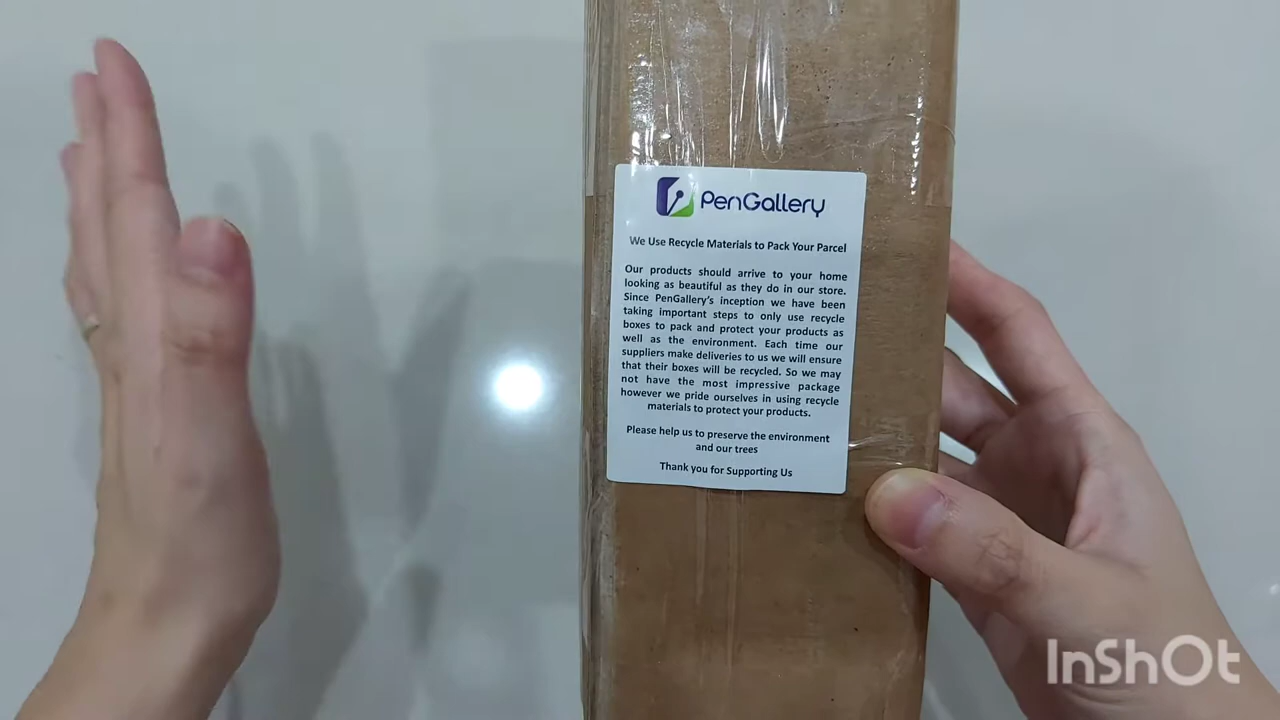 PenGallery
We Use Recycle Materials to Pack Your Parcel
Our products should arrive to your home
looking as beautiful as they do in our store.
Since PenGallery's inception we have been
taking important steps to only use recycle
boxes to pack and protect your products as
well as the environment. Each time our
suppliers make deliveries to us we will ensure
that their boxes will be recycled. So we may
not have the most impressive package
however we pride ourselves in using recycle
materials to protect your products.
Please help us to preserve the environment
and our trees
Thank you for Supporting Us
InShOt